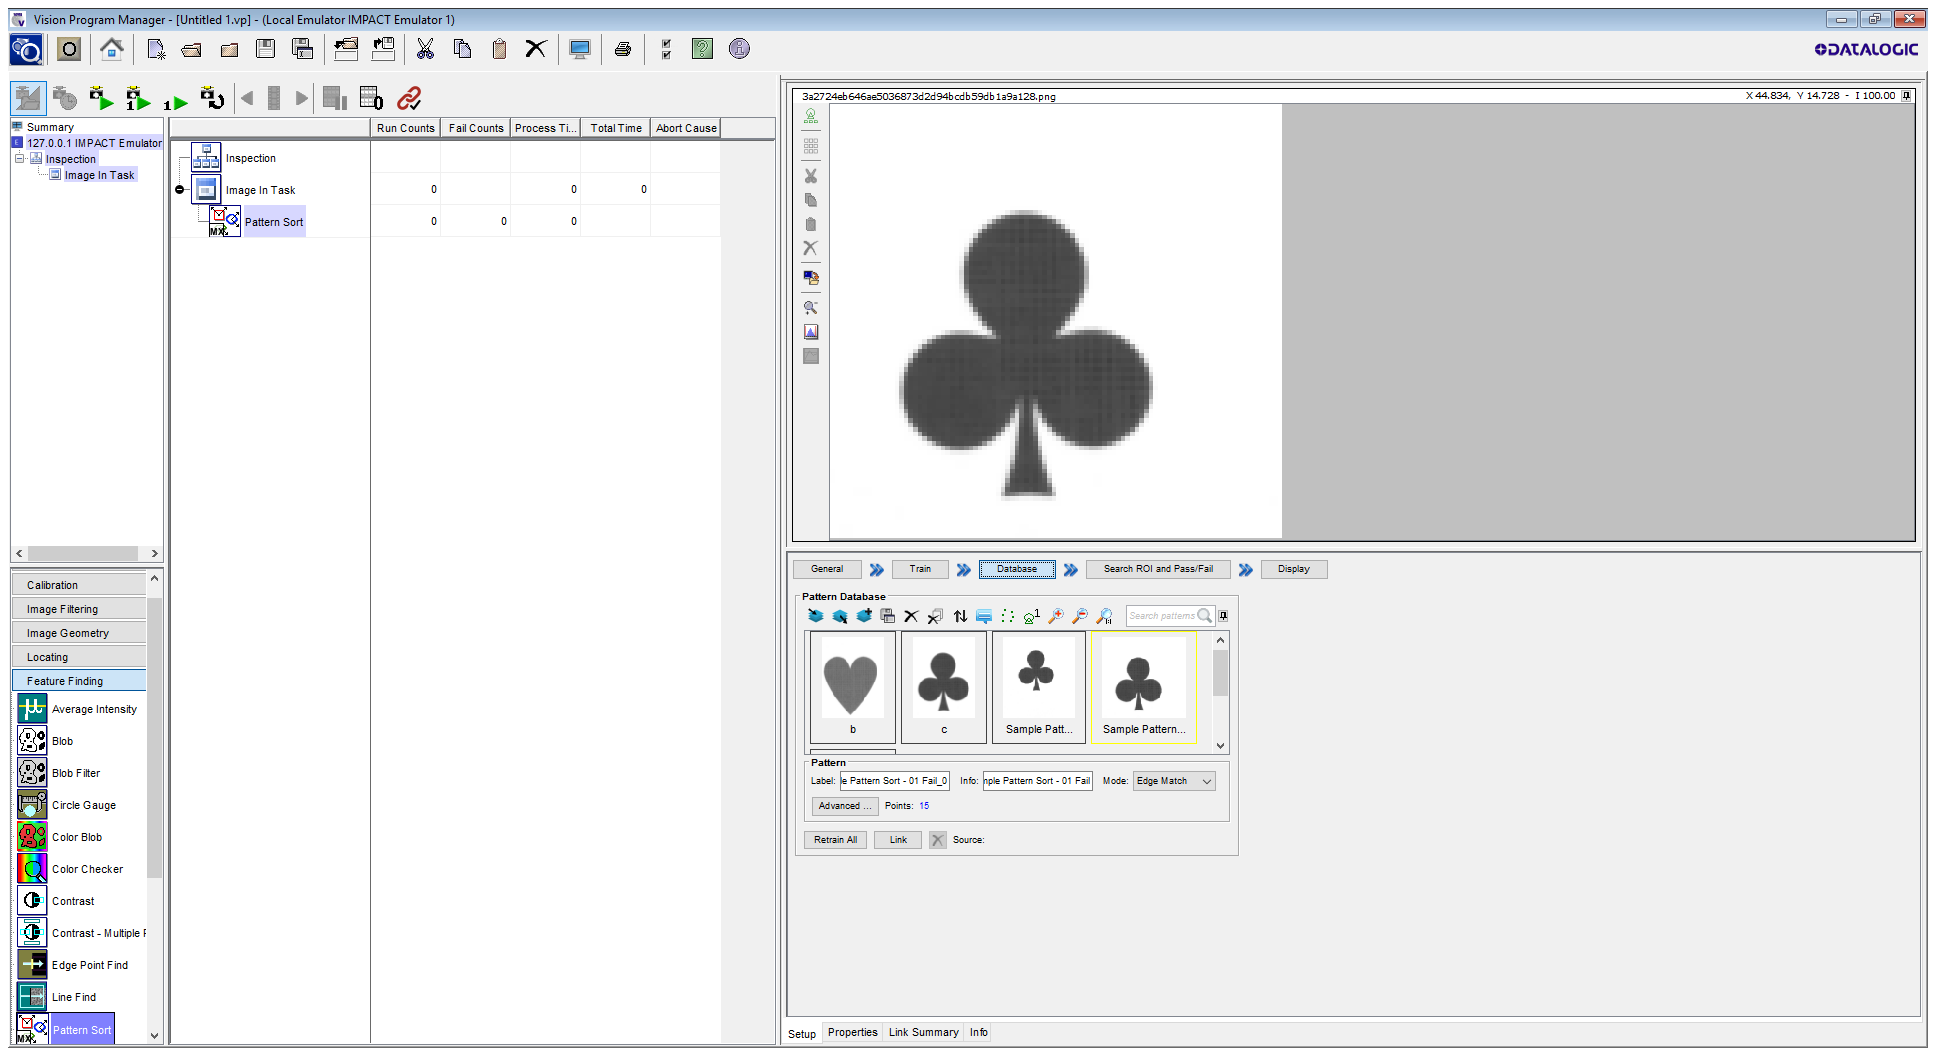 Vision Program Manager - [Untitled 1.vp] - (Local Emulator IMPACT Emulator 1)
DATALOGIC
Summary
127.0.0.1 IMPACT Emulator
Inspection
Image In Task
Run Counts Fail Counts Process Ti... Total Time Abort Cause
Inspection
Image In Task 0 0 0
Pattern Sort 0 0 0
Calibration
Image Filtering
Image Geometry
Locating
Feature Finding
Average Intensity
Blob
Blob Filter
Circle Gauge
Color Blob
Color Checker
Contrast
Contrast - Multiple
Edge Point Find
Line Find
Pattern Sort
3a2724eb646ae5036873d2d94bcdb59db1a9a128.png X 44.834, Y 14.728 - I 100.00
General Train Database Search ROI and Pass/Fail Display
Pattern Database
Search patterns
b c Sample Patt... Sample Pattern...
Pattern
Label: e Pattern Sort - 01 Fail_0 Info: nple Pattern Sort - 01 Fail Mode: Edge Match
Advanced ... Points: 15
Retrain All Link Source:
Setup Properties Link Summary Info